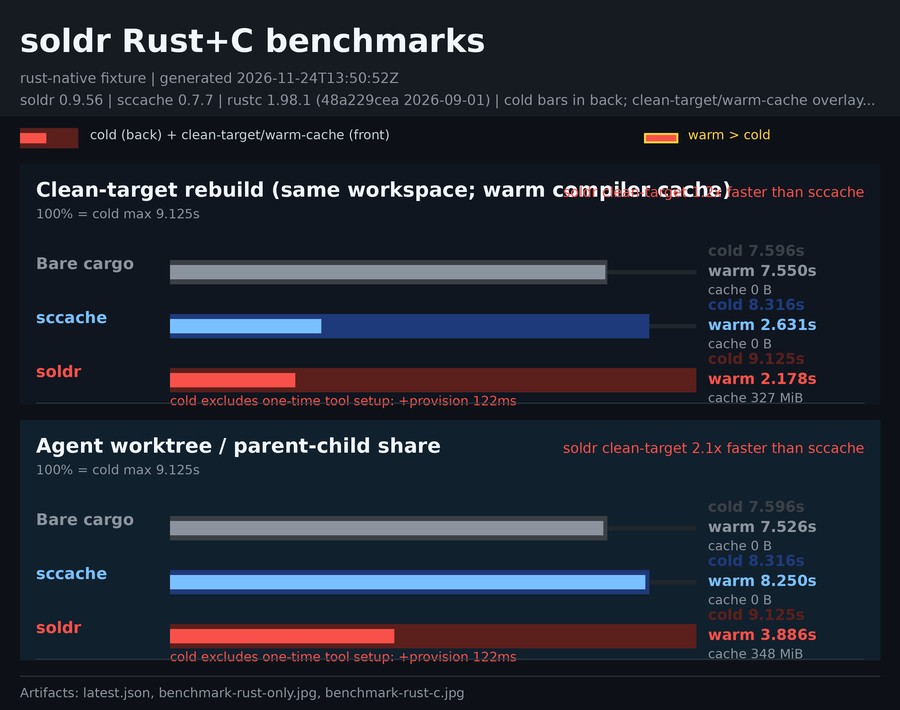 soldr Rust+C benchmarks
rust-native fixture | generated 2026-11-24T13:50:52Z
soldr 0.9.56 | sccache 0.7.7 | rustc 1.98.1 (48a229cea 2026-09-01) | cold bars in back; clean-target/warm-cache overlay...
cold (back) + clean-target/warm-cache (front)
warm > cold
Clean-target rebuild (same workspace; warm compiler cache)
soldr clean-target 1.2x faster than sccache
100% = cold max 9.125s
Bare cargo
cold 7.596s
warm 7.550s
cache 0 B
sccache
cold 8.316s
warm 2.631s
cache 0 B
soldr
cold 9.125s
warm 2.178s
cache 327 MiB
cold excludes one-time tool setup: +provision 122ms
Agent worktree / parent-child share
soldr clean-target 2.1x faster than sccache
100% = cold max 9.125s
Bare cargo
cold 7.596s
warm 7.526s
cache 0 B
sccache
cold 8.316s
warm 8.250s
cache 0 B
soldr
cold 9.125s
warm 3.886s
cache 348 MiB
cold excludes one-time tool setup: +provision 122ms
Artifacts: latest.json, benchmark-rust-only.jpg, benchmark-rust-c.jpg